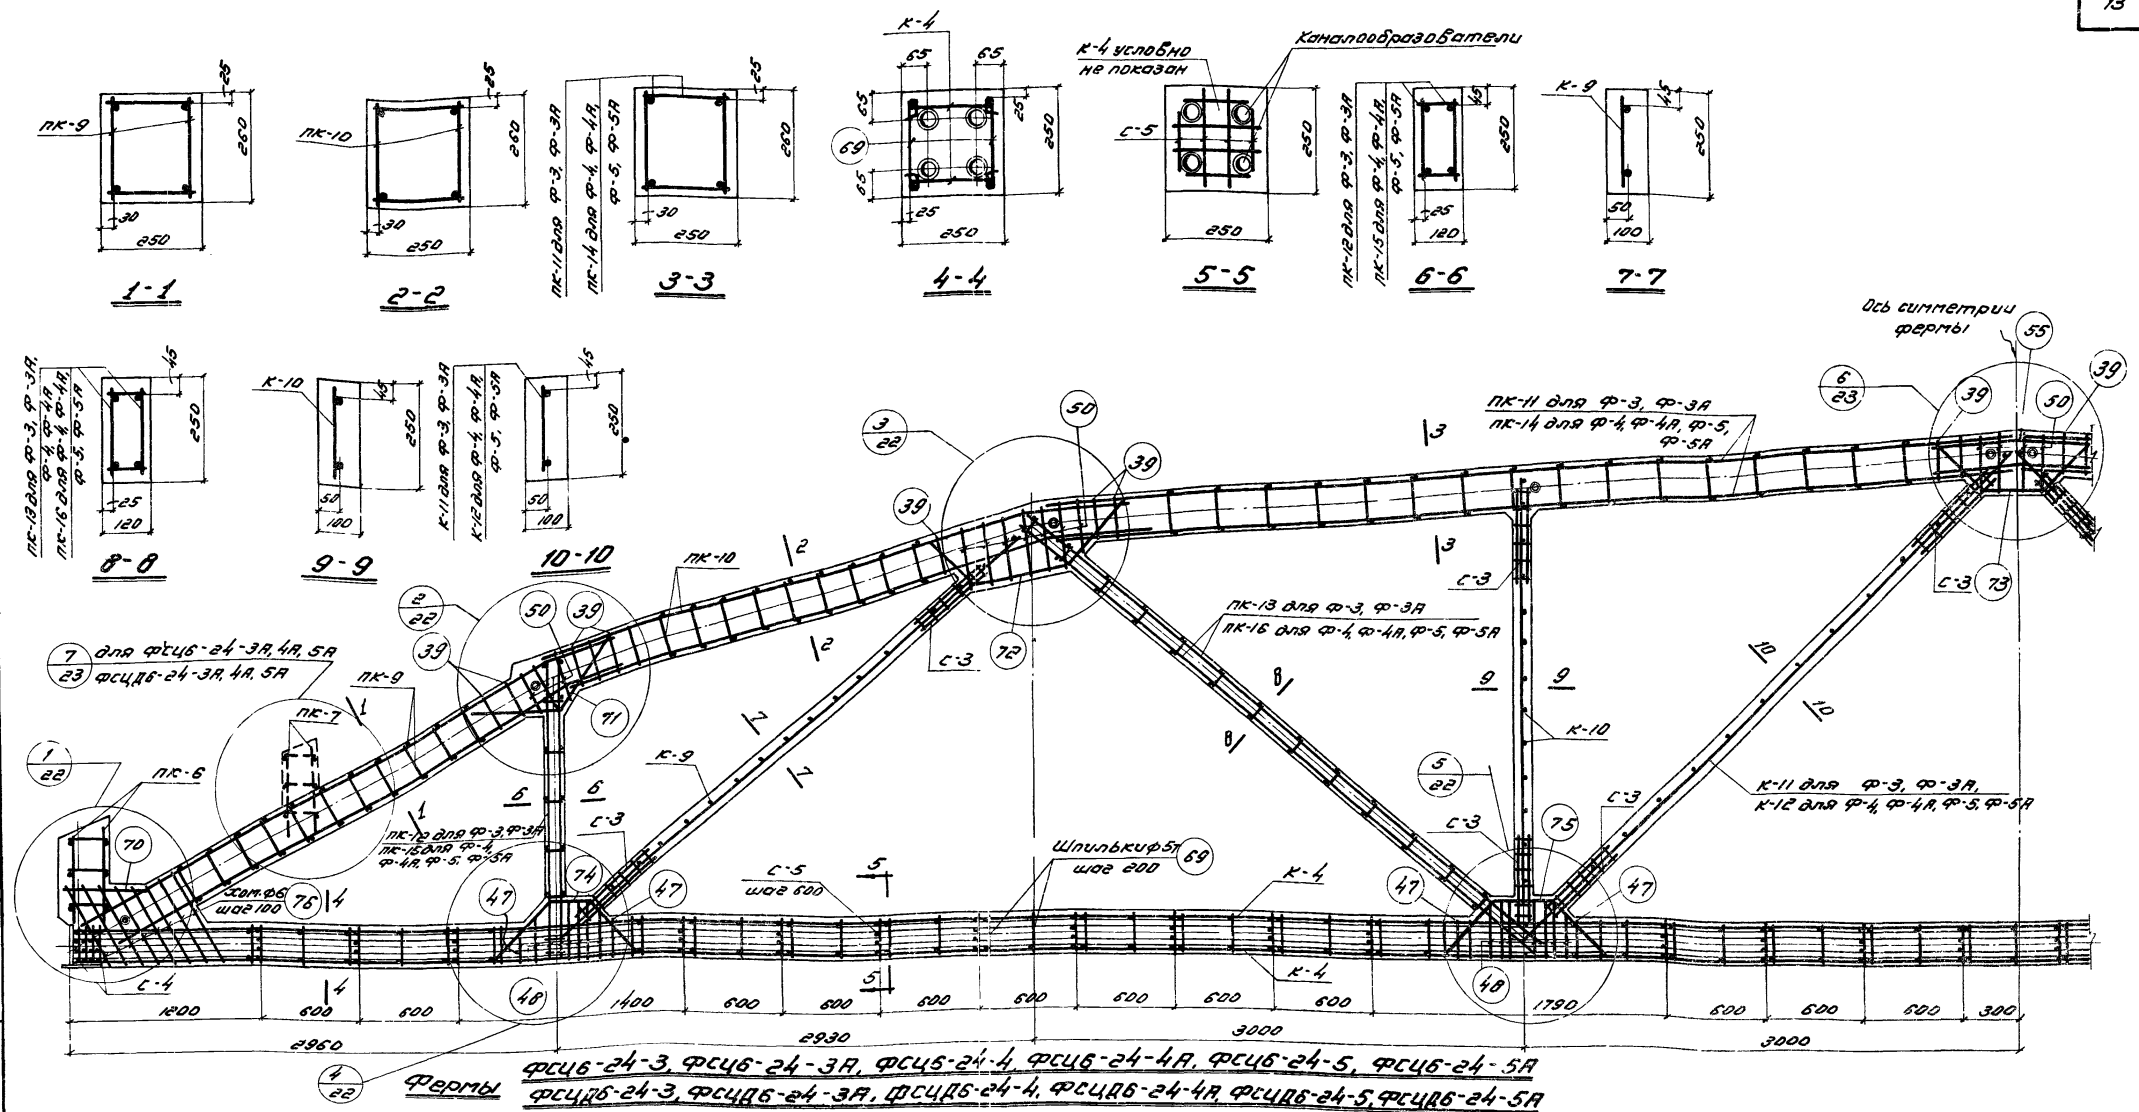 13
ПК-9
25
260
30
250
1-1
ПК-10
25
260
30
250
2-2
ПК-11 для Ф-3, Ф-3А
ПК-14 для Ф-4, Ф-4А,
Ф-5, Ф-5А
25
260
30
250
3-3
К-4
65
65
65
25
69
65
250
25
250
4-4
К-4 условно
не показан
Каналообразователи
С-5
250
250
5-5
ПК-12 для Ф-3, Ф-3А
ПК-15 для Ф-4, Ф-4А,
Ф-5, Ф-5А
45
250
25
120
6-6
К-9
45
250
50
100
7-7
ПК-13 для Ф-3, Ф-3А,
Ф-4, Ф-4А
ПК-16 для Ф-4, Ф-4А,
Ф-5, Ф-5А
45
250
25
120
8-8
К-10
45
250
50
100
9-9
К-11 для Ф-3, Ф-3А
К-12 для Ф-4, Ф-4А,
Ф-5, Ф-5А
45
250
50
100
10-10
Ось симметрии
фермы
55
39
6
23
39
50
3
22
50
39
39
3
3
ПК-11 для Ф-3, Ф-3А
ПК-14 для Ф-4, Ф-4А, Ф-5,
Ф-5А
2
2
ПК-10
С-3
С-3
73
2
22
50
39
39
71
С-3
72
ПК-13 для Ф-3, Ф-3А
ПК-16 для Ф-4, Ф-4А, Ф-5, Ф-5А
7
23
для ФСЦ6-24-3А, 4А, 5А
ФСЦД6-24-3А, 4А, 5А
ПК-9
ПК-7
1
1
7
7
8
8
9
9
10
10
К-10
К-9
1
22
ПК-6
70
6
6
ПК-12 для Ф-3, Ф-3А
ПК-15 для Ф-4,
Ф-4А, Ф-5, Ф-5А
С-3
5
22
С-3
75
С-3
К-11 для Ф-3, Ф-3А,
К-12 для Ф-4, Ф-4А, Ф-5, Ф-5А
Хом.Ф6
шаг 100
76
4
4
47
74
47
С-5
шаг 600
5
5
Шпильки Ф5т
шаг 200
69
К-4
К-4
47
47
С-4
48
48
1200
600
600
1400
600
600
600
600
600
600
600
1790
600
600
600
300
2960
2930
3000
3000
4
22
Фермы
ФСЦ6-24-3, ФСЦ6-24-3А, ФСЦ6-24-4, ФСЦ6-24-4А, ФСЦ6-24-5, ФСЦ6-24-5А
ФСЦД6-24-3, ФСЦД6-24-3А, ФСЦД6-24-4, ФСЦД6-24-4А, ФСЦД6-24-5, ФСЦД6-24-5А